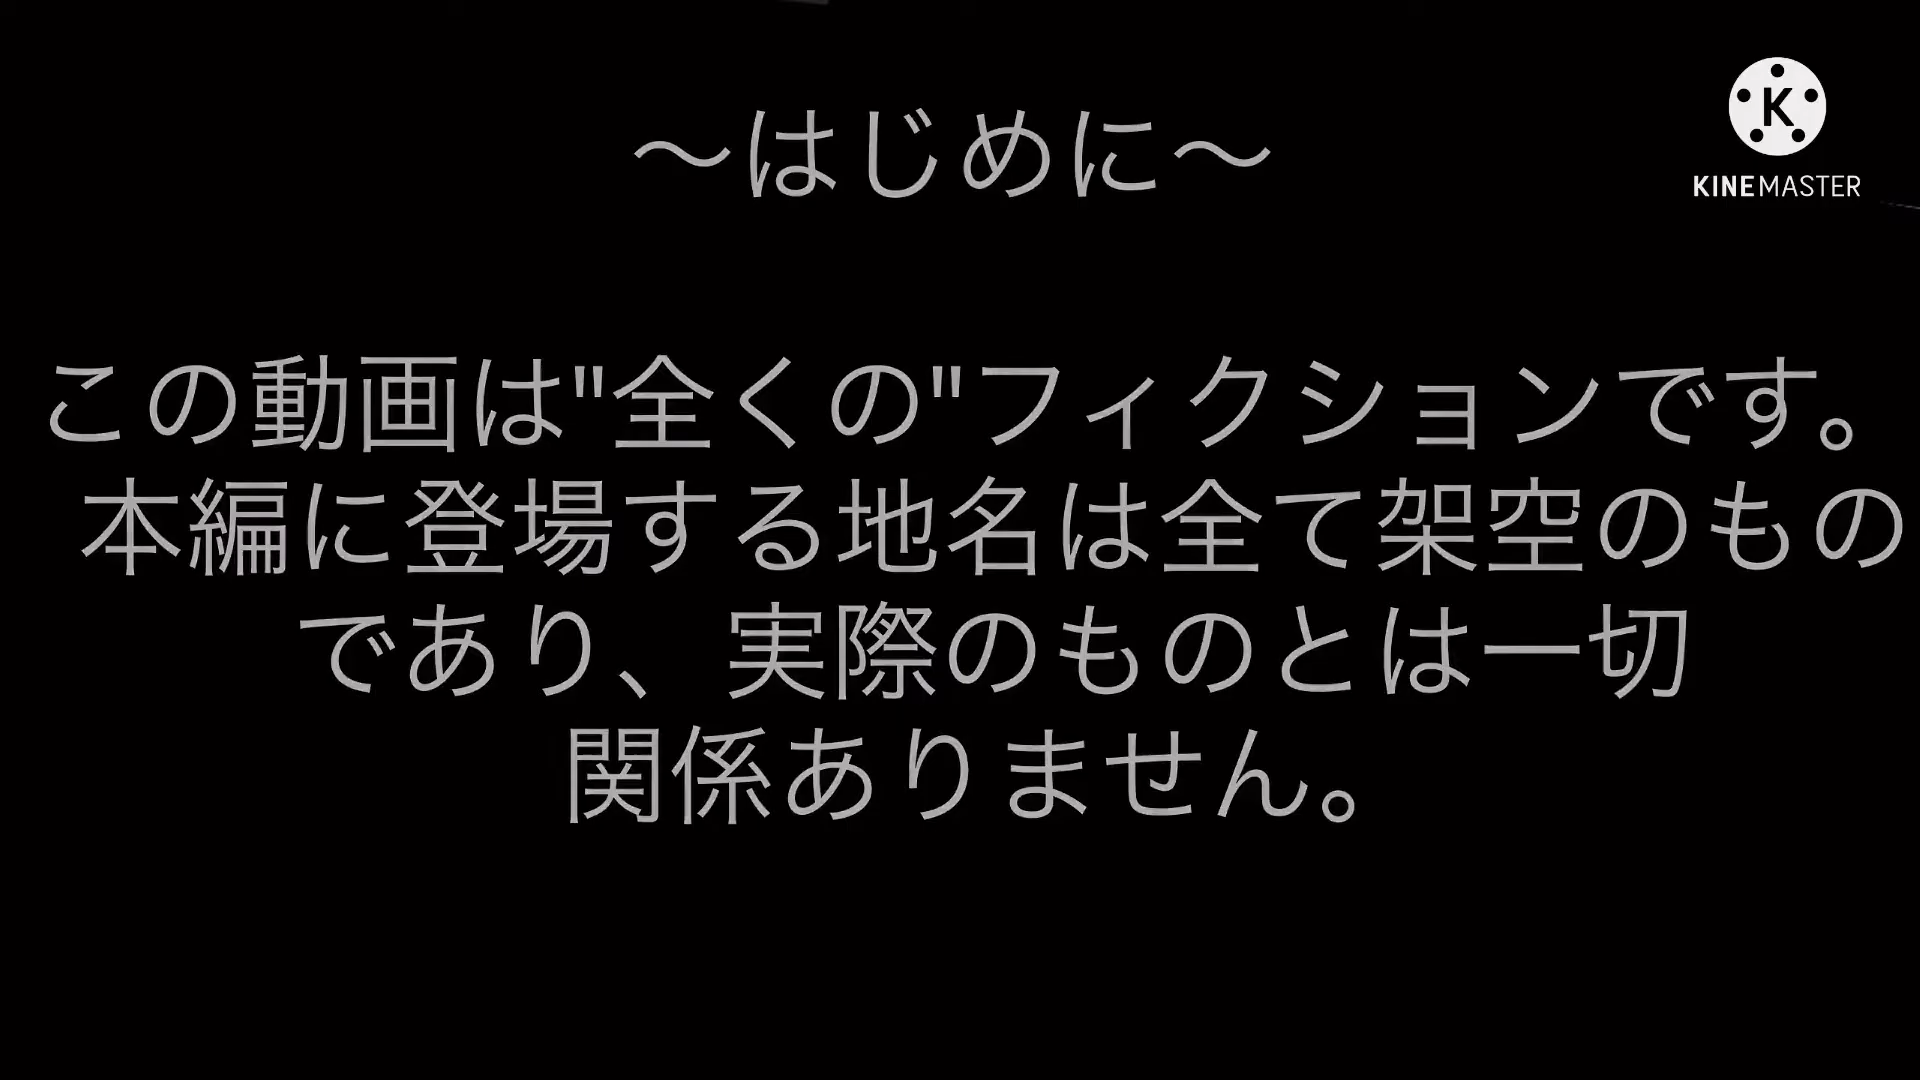 ～はじめに～
K
KINEMASTER
この動画は"全くの"フィクションです。
本編に登場する地名は全て架空のもの
であり、実際のものとは一切
関係ありません。